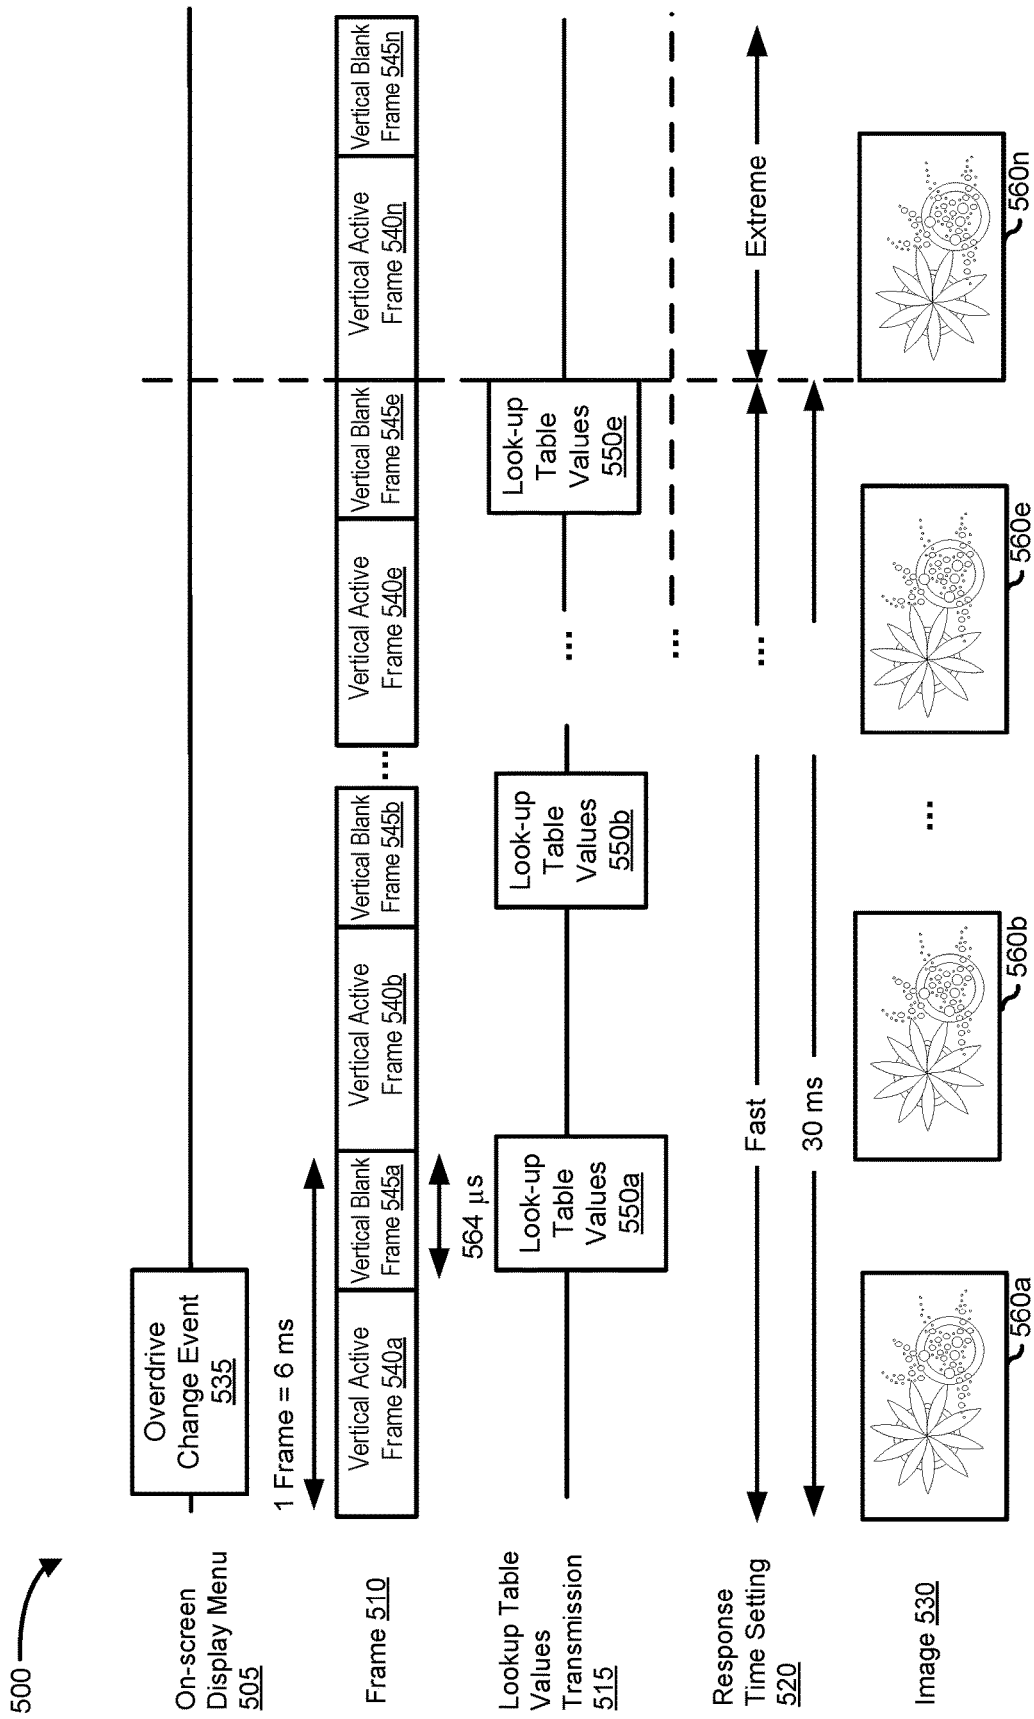 500
On-screen
Display Menu
505
Overdrive
Change Event
535
1 Frame = 6 ms
Frame 510
Vertical Active
Frame 540a
Vertical Blank
Frame 545a
Vertical Active
Frame 540b
Vertical Blank
Frame 545b
...
Vertical Active
Frame 540e
Vertical Blank
Frame 545e
Vertical Active
Frame 540n
Vertical Blank
Frame 545n
564 µs
Lookup Table
Values
Transmission
515
Look-up
Table
Values
550a
Look-up
Table
Values
550b
...
Look-up
Table
Values
550e
...
Response
Time Setting
520
Fast
...
Extreme
30 ms
Image 530
560a
560b
...
560e
560n